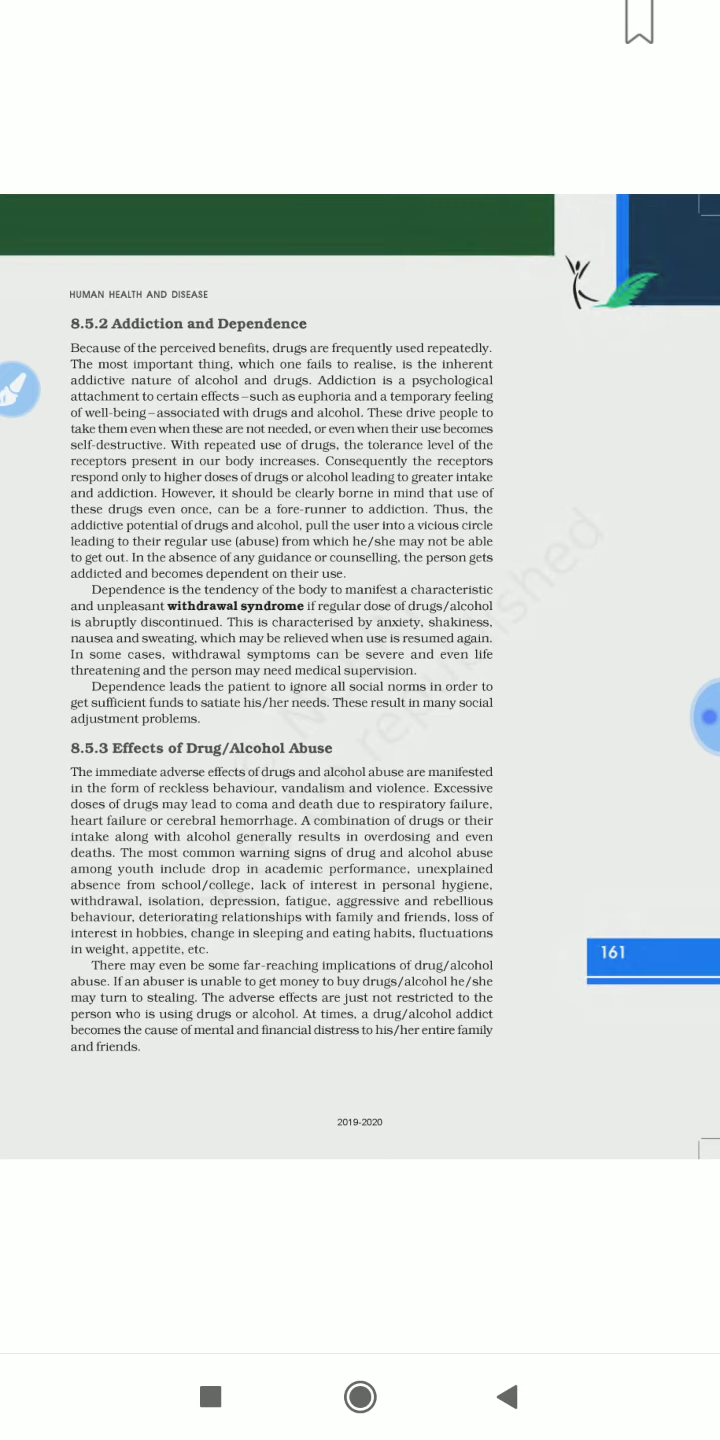 HUMAN HEALTH AND DISEASE
8.5.2 Addiction and Dependence
Because of the perceived benefits, drugs are frequently used repeatedly.
The most important thing, which one fails to realise, is the inherent
addictive nature of alcohol and drugs. Addiction is a psychological
attachment to certain effects –such as euphoria and a temporary feeling
of well-being –associated with drugs and alcohol. These drive people to
take them even when these are not needed, or even when their use becomes
self-destructive. With repeated use of drugs, the tolerance level of the
receptors present in our body increases. Consequently the receptors
respond only to higher doses of drugs or alcohol leading to greater intake
and addiction. However, it should be clearly borne in mind that use of
these drugs even once, can be a fore-runner to addiction. Thus, the
addictive potential of drugs and alcohol, pull the user into a vicious circle
leading to their regular use (abuse) from which he/she may not be able
to get out. In the absence of any guidance or counselling, the person gets
addicted and becomes dependent on their use.
Dependence is the tendency of the body to manifest a characteristic
and unpleasant withdrawal syndrome if regular dose of drugs/alcohol
is abruptly discontinued. This is characterised by anxiety, shakiness,
nausea and sweating, which may be relieved when use is resumed again.
In some cases, withdrawal symptoms can be severe and even life
threatening and the person may need medical supervision.
Dependence leads the patient to ignore all social norms in order to
get sufficient funds to satiate his/her needs. These result in many social
adjustment problems.
8.5.3 Effects of Drug/Alcohol Abuse
The immediate adverse effects of drugs and alcohol abuse are manifested
in the form of reckless behaviour, vandalism and violence. Excessive
doses of drugs may lead to coma and death due to respiratory failure,
heart failure or cerebral hemorrhage. A combination of drugs or their
intake along with alcohol generally results in overdosing and even
deaths. The most common warning signs of drug and alcohol abuse
among youth include drop in academic performance, unexplained
absence from school/college, lack of interest in personal hygiene,
withdrawal, isolation, depression, fatigue, aggressive and rebellious
behaviour, deteriorating relationships with family and friends, loss of
interest in hobbies, change in sleeping and eating habits, fluctuations
in weight, appetite, etc.
There may even be some far-reaching implications of drug/alcohol
abuse. If an abuser is unable to get money to buy drugs/alcohol he/she
may turn to stealing. The adverse effects are just not restricted to the
person who is using drugs or alcohol. At times, a drug/alcohol addict
becomes the cause of mental and financial distress to his/her entire family
and friends.
161
2019-2020